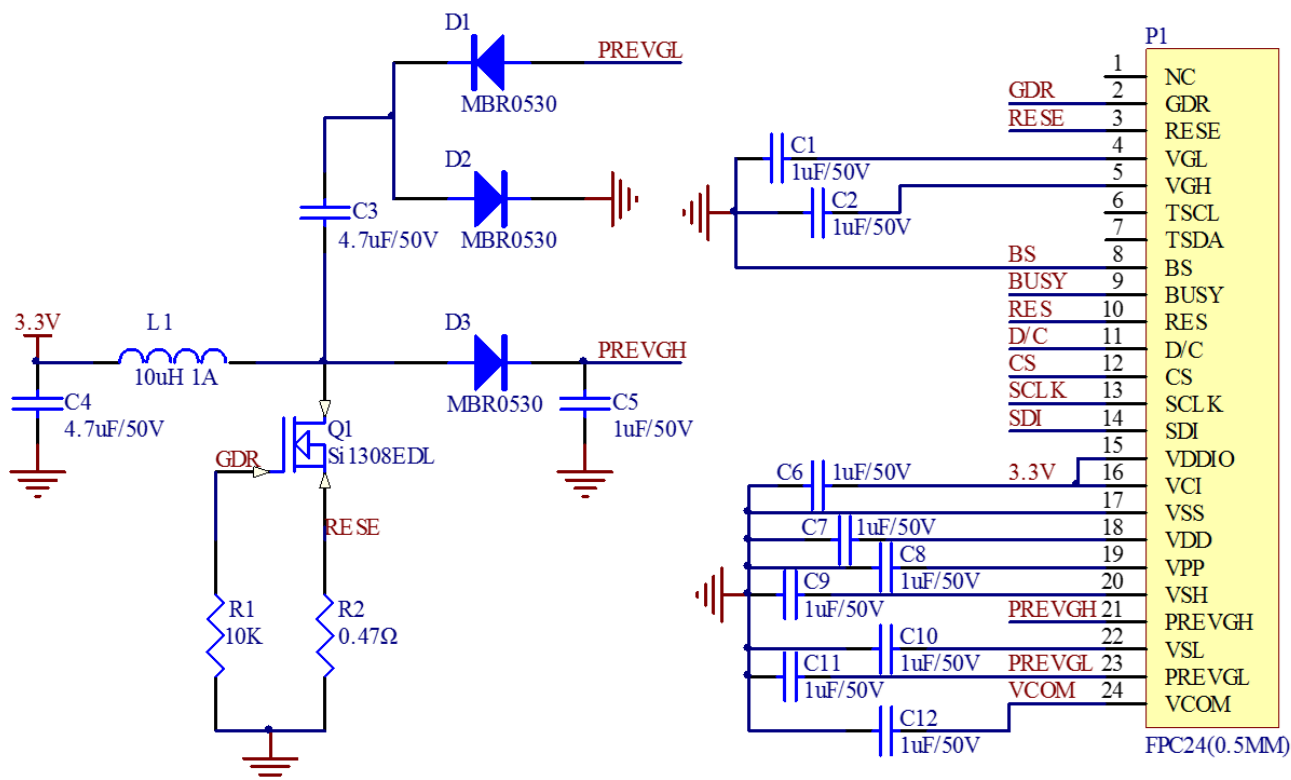 D1
PREVGL
MBR0530
D2
MBR0530
C3
4.7uF/50V
3.3V
L1
10uH 1A
D3
PREVGH
MBR0530
C4
4.7uF/50V
C5
1uF/50V
Q1
Si1308EDL
GDR
RESE
R1
10K
R2
0.47Ω
P1
1 NC
GDR 2 GDR
RESE 3 RESE
C1
1uF/50V
4 VGL
5 VGH
C2
1uF/50V
6 TSCL
7 TSDA
BS 8 BS
BUSY 9 BUSY
RES 10 RES
D/C 11 D/C
CS 12 CS
SCLK 13 SCLK
SDI 14 SDI
15 VDDIO
C6 1uF/50V 3.3V 16 VCI
17 VSS
C7 1uF/50V 18 VDD
C8
1uF/50V
19 VPP
C9
1uF/50V
20 VSH
PREVGH 21 PREVGH
C10
1uF/50V
22 VSL
C11
1uF/50V
PREVGL 23 PREVGL
VCOM 24 VCOM
C12
1uF/50V
FPC24(0.5MM)